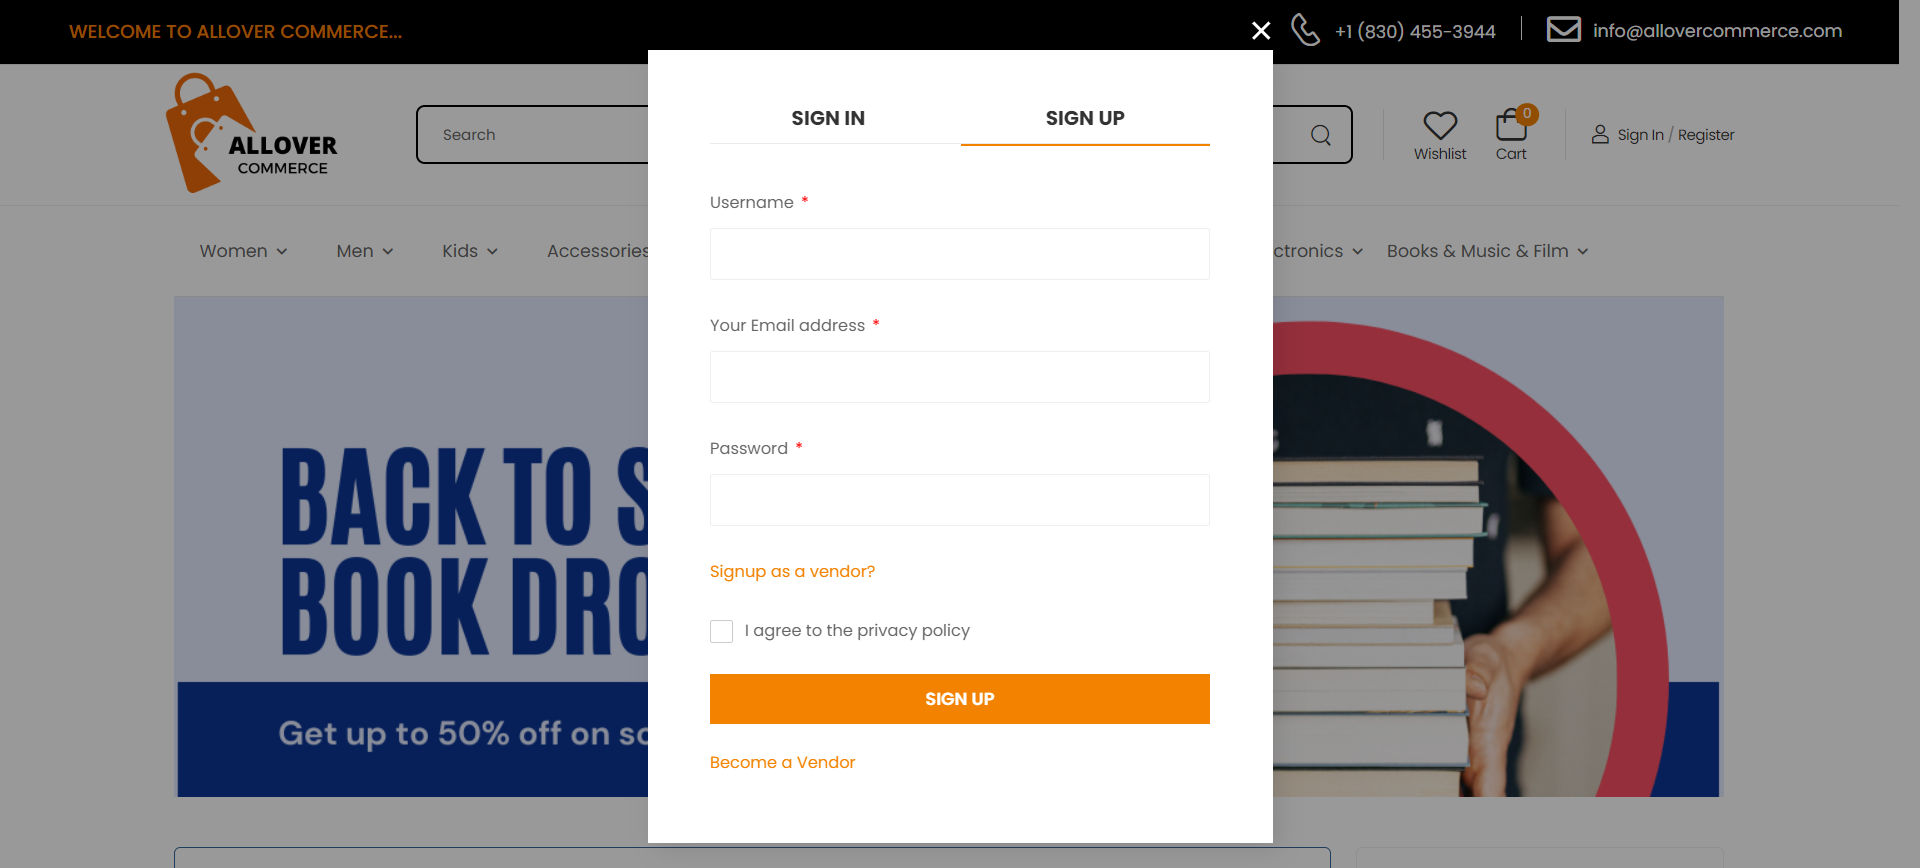 WELCOME TO ALLOVER COMMERCE...
+1 (830) 455-3944
info@allovercommerce.com
ALLOVER
COMMERCE
Search
0
Wishlist
Cart
Sign In / Register
Women
Men
Kids
Accessories
ctronics
Books & Music & Film
SIGN IN
SIGN UP
Username *
Your Email address *
Password *
Signup as a vendor?
I agree to the privacy policy
SIGN UP
Become a Vendor
BACK TO S
BOOK DRO
Get up to 50% off on sc